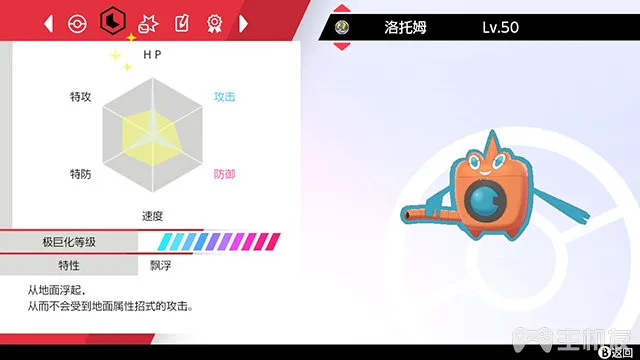 洛托姆 Lv.50
HP
特攻 攻击
特防 防御
速度
极巨化等级
特性 飘浮
从地面浮起，
从而不会受到地面属性招式的攻击。
主机反
B返回